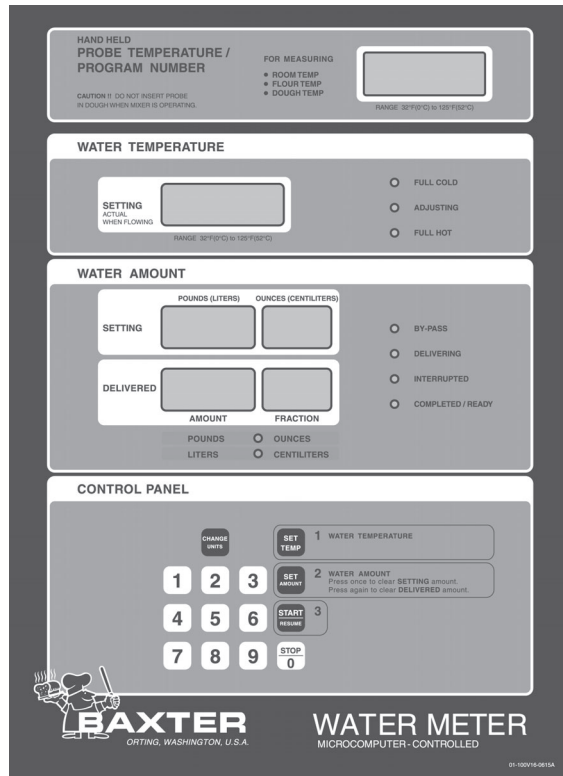 HAND HELD
PROBE TEMPERATURE /
PROGRAM NUMBER
CAUTION !! DO NOT INSERT PROBE
IN DOUGH WHEN MIXER IS OPERATING.
FOR MEASURING
● ROOM TEMP
● FLOUR TEMP
● DOUGH TEMP
RANGE 32°F(0°C) to 125°F(52°C)
WATER TEMPERATURE
SETTING
ACTUAL
WHEN FLOWING
RANGE 32°F(0°C) to 125°F(52°C)
FULL COLD
ADJUSTING
FULL HOT
WATER AMOUNT
POUNDS (LITERS) OUNCES (CENTILITERS)
SETTING
DELIVERED
AMOUNT FRACTION
POUNDS OUNCES
LITERS CENTILITERS
BY-PASS
DELIVERING
INTERRUPTED
COMPLETED / READY
CONTROL PANEL
CHANGE
UNITS
SET
TEMP
1 WATER TEMPERATURE
1 2 3
SET
AMOUNT
2 WATER AMOUNT
Press once to clear SETTING amount.
Press again to clear DELIVERED amount.
4 5 6
START
RESUME
3
7 8 9
STOP
0
BAXTER
ORTING, WASHINGTON, U.S.A.
WATER METER
MICROCOMPUTER - CONTROLLED
01-100V16-0615A